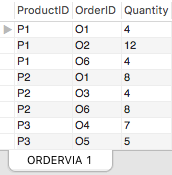 ProductID OrderID Quantity
P1 O1 4
P1 O2 12
P1 O6 4
P2 O1 8
P2 O3 4
P2 O6 8
P3 O4 7
P3 O5 5
ORDERVIA 1